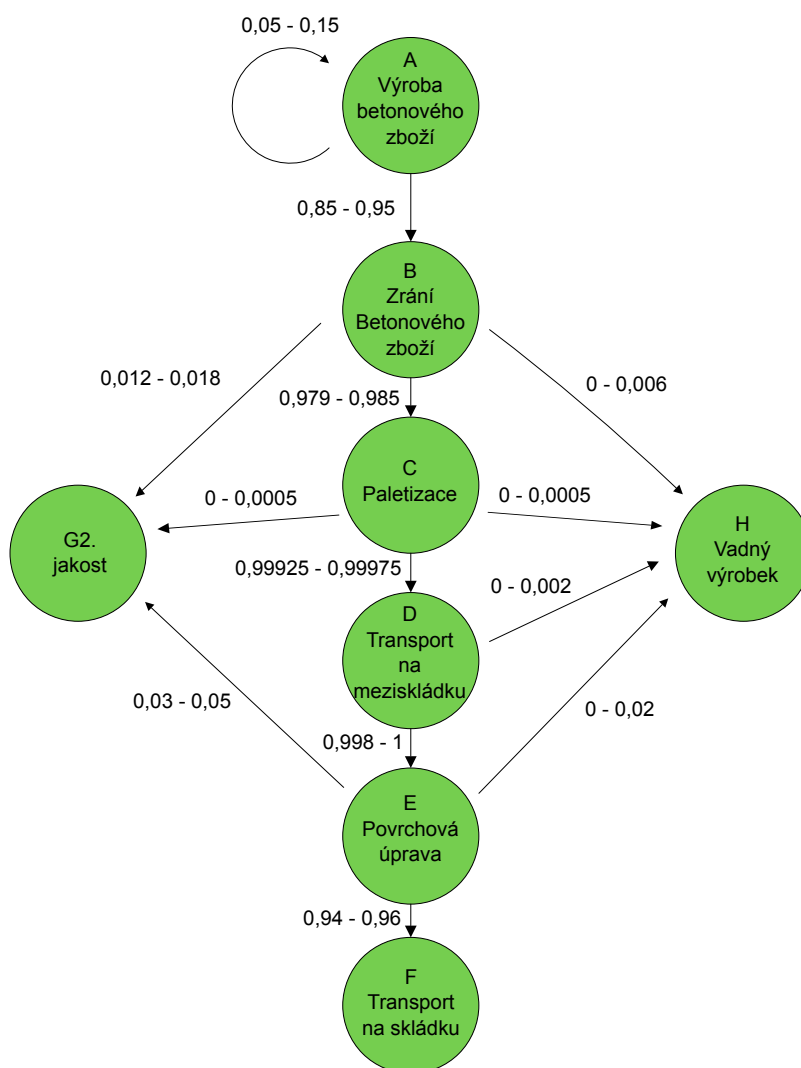 0,05 - 0,15
A
Výroba
betonového
zboží
0,85 - 0,95
B
Zrání
Betonového
zboží
0,012 - 0,018
0,979 - 0,985
0 - 0,006
C
Paletizace
0 - 0,0005
0 - 0,0005
G2.
jakost
H
Vadný
výrobek
0,99925 - 0,99975
0 - 0,002
D
Transport
na
meziskládku
0,03 - 0,05
0,998 - 1
0 - 0,02
E
Povrchová
úprava
0,94 - 0,96
F
Transport
na skládku